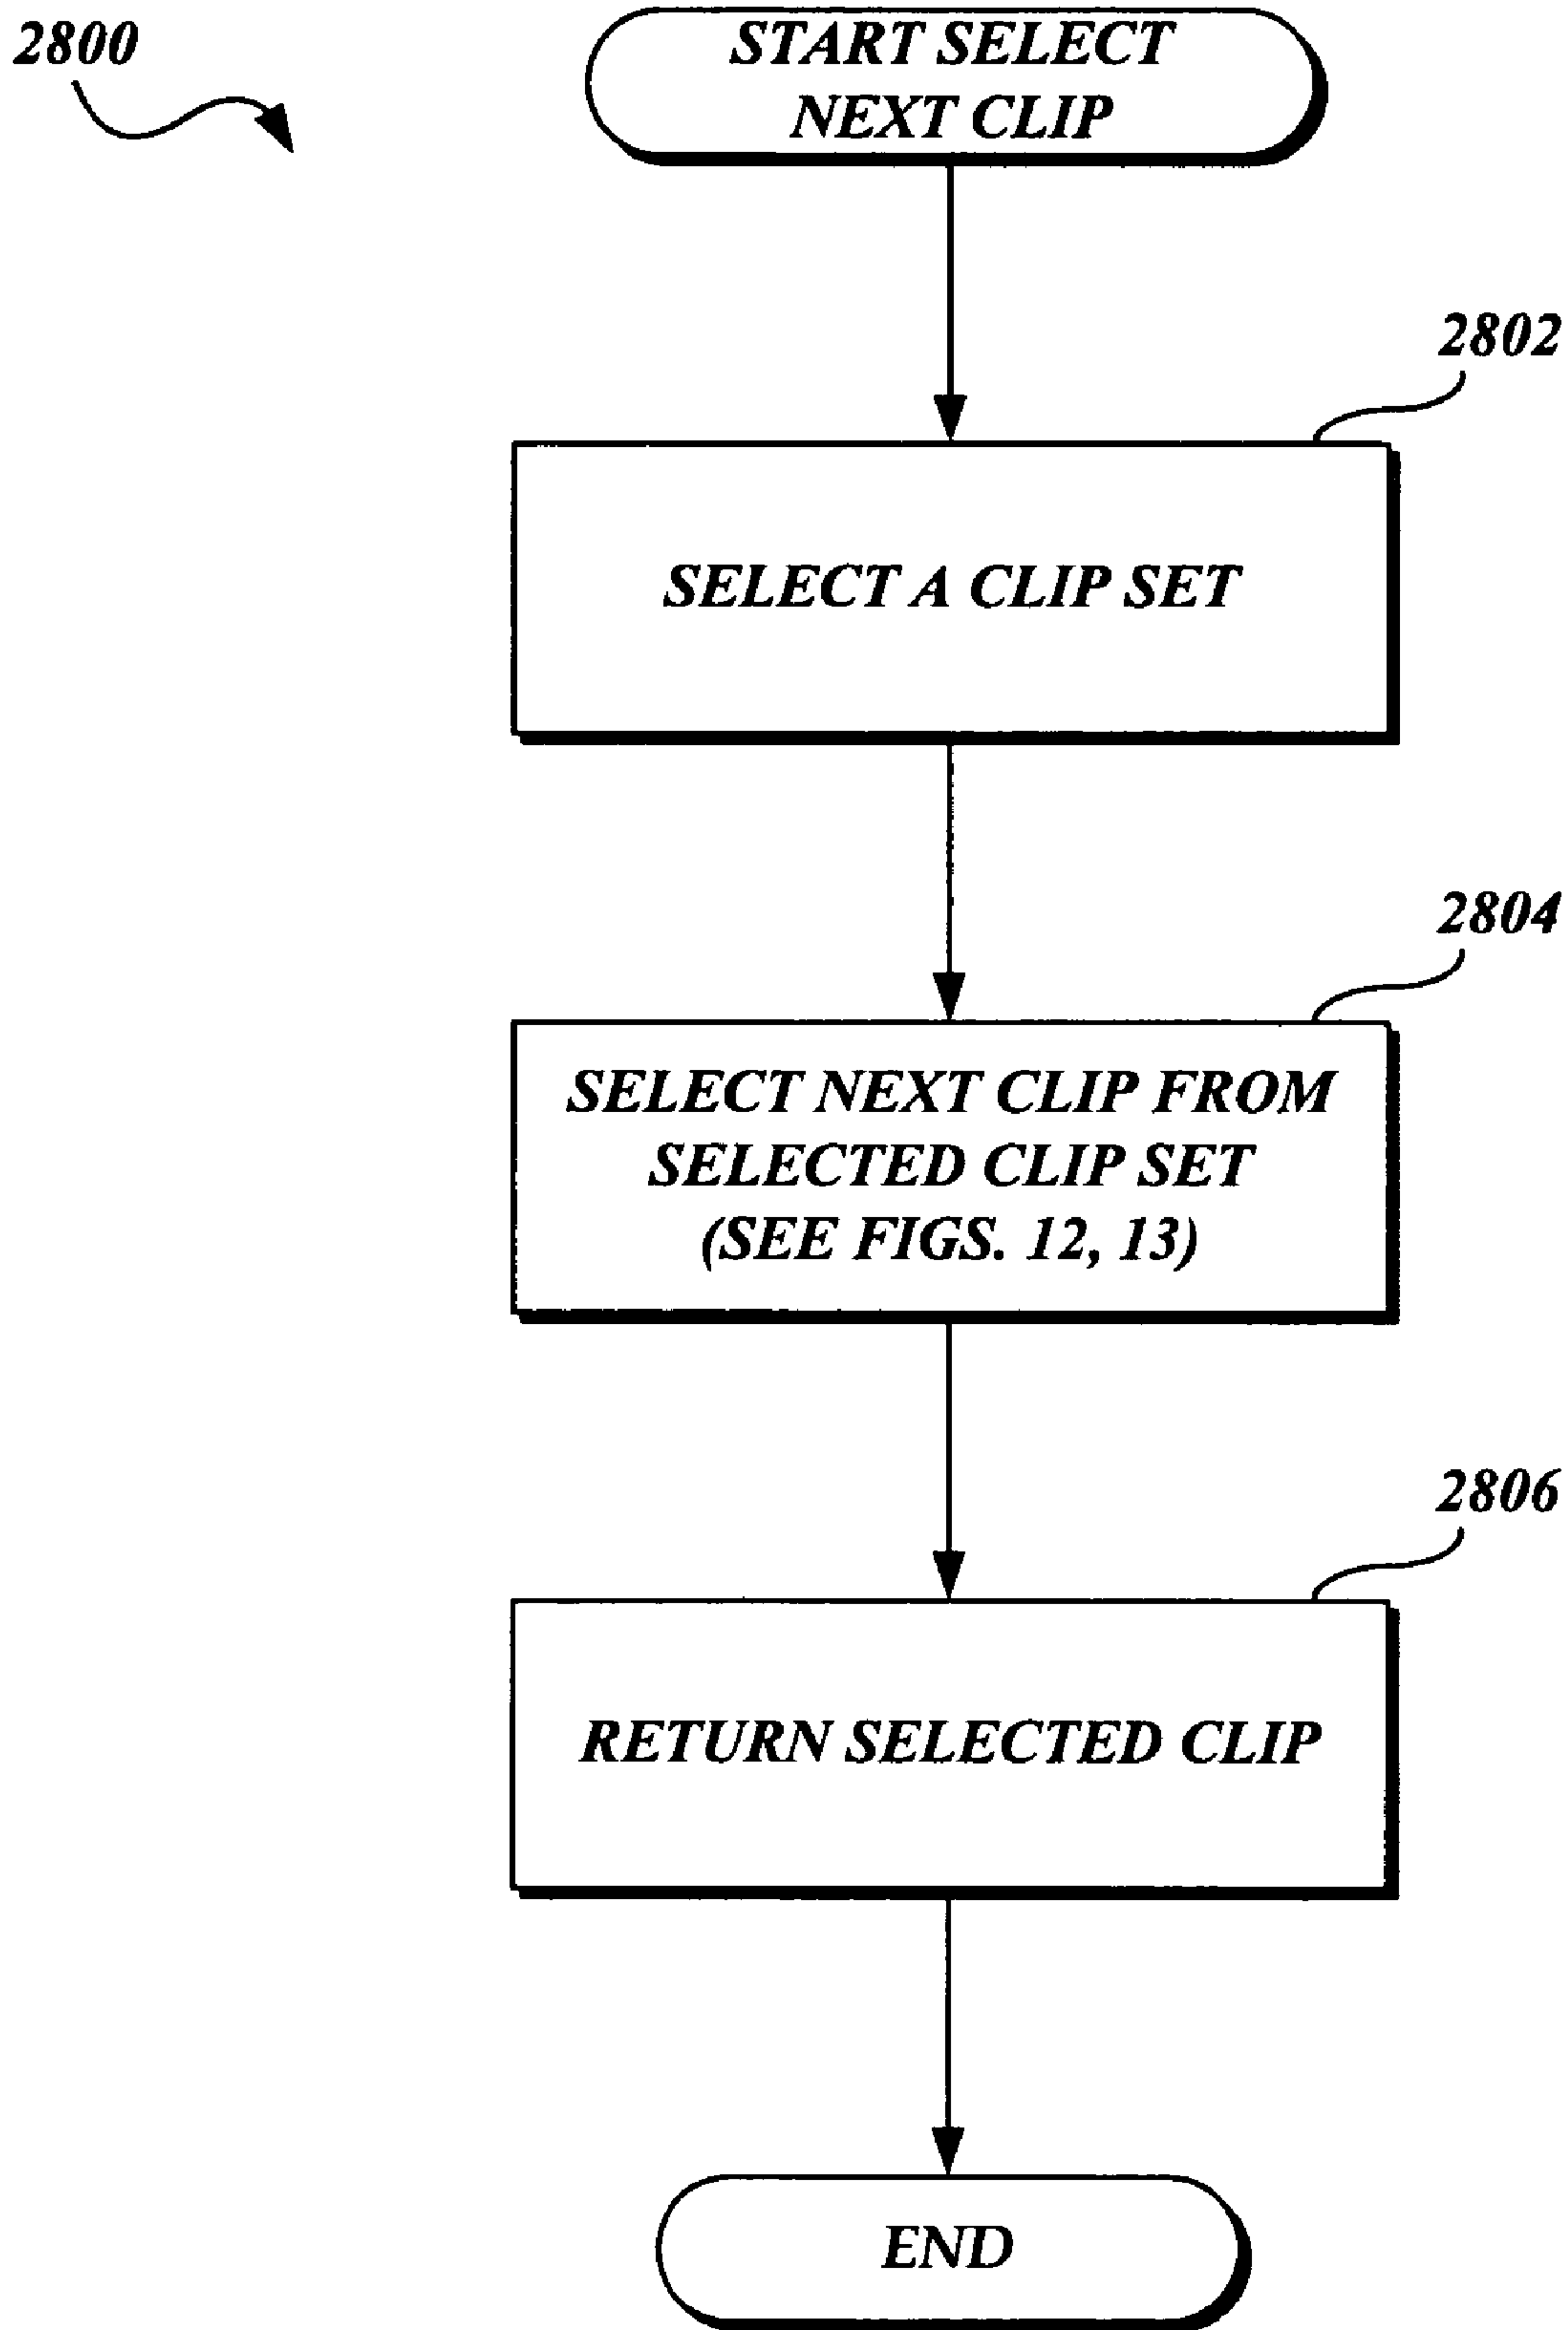 2800
START SELECT
NEXT CLIP
2802
SELECT A CLIP SET
2804
SELECT NEXT CLIP FROM
SELECTED CLIP SET
(SEE FIGS. 12, 13)
2806
RETURN SELECTED CLIP
END